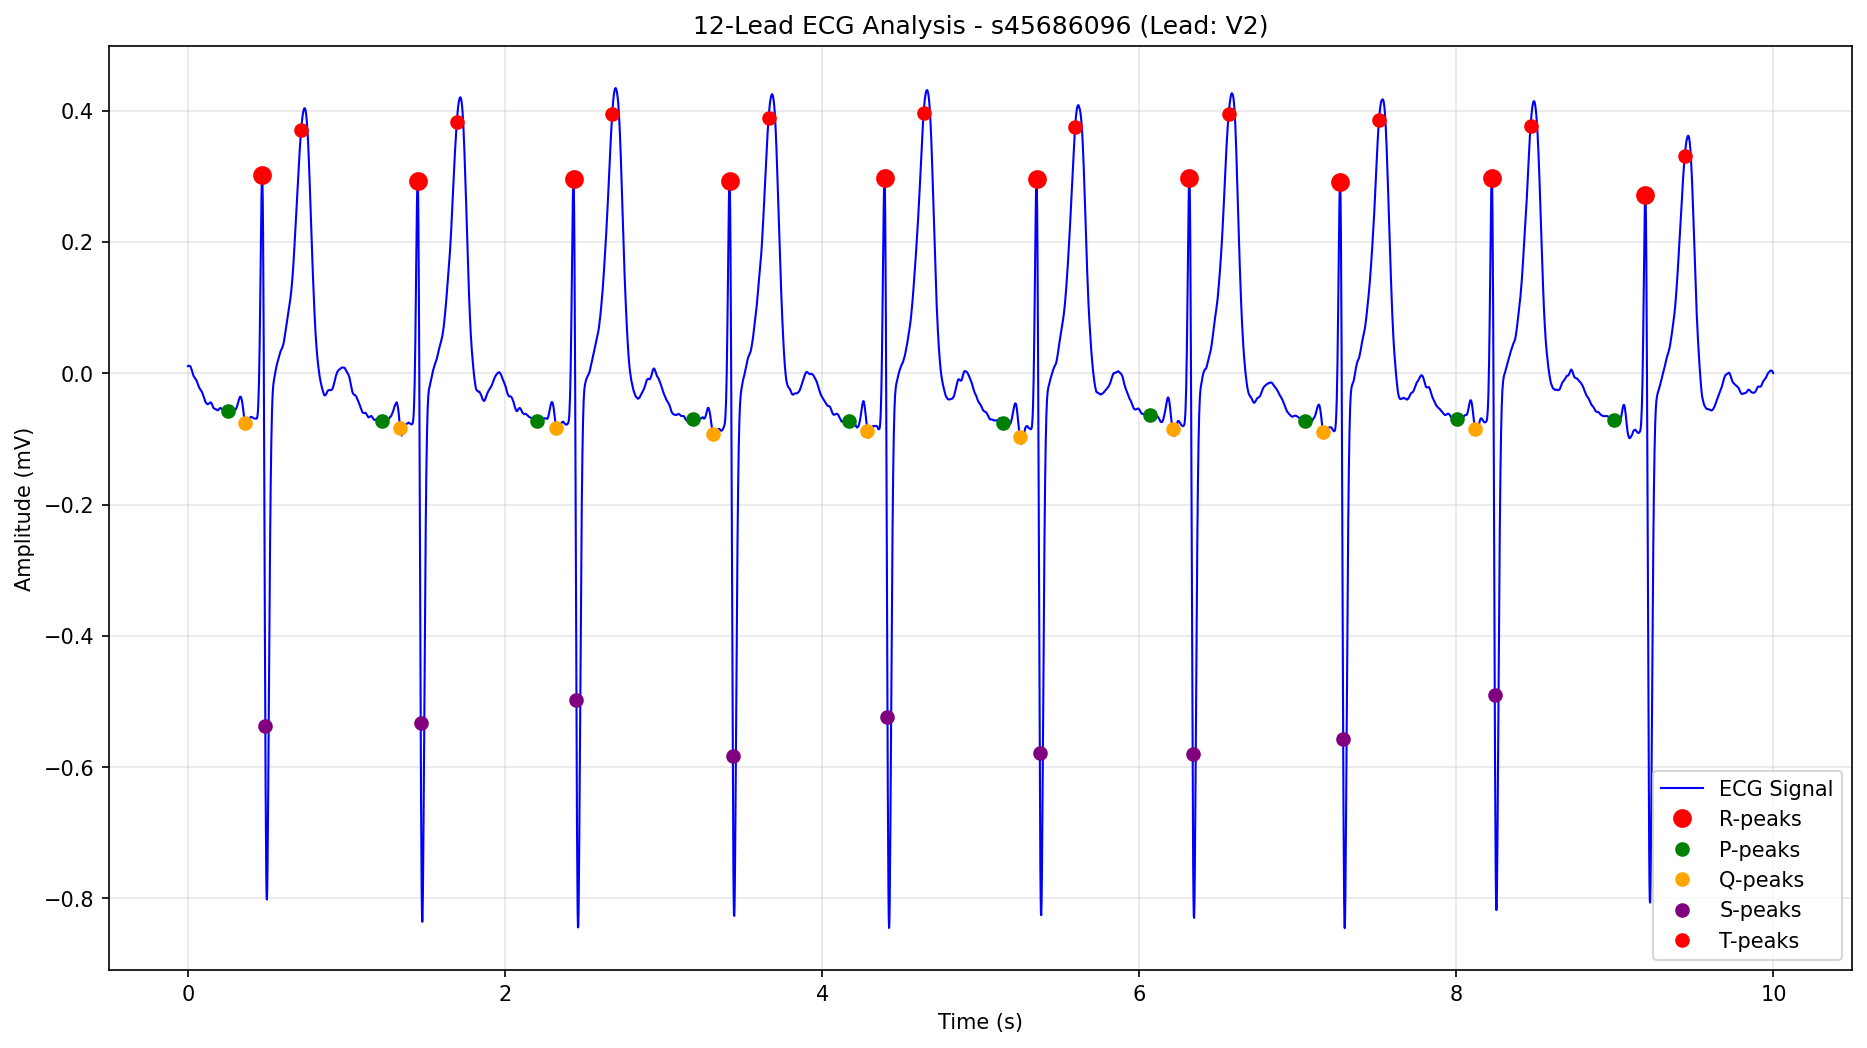 12-Lead ECG Analysis - s45686096 (Lead: V2)
Amplitude (mV)
0.4
0.2
0.0
−0.2
−0.4
−0.6
−0.8
ECG Signal
R-peaks
P-peaks
Q-peaks
S-peaks
T-peaks
0 2 4 6 8 10
Time (s)